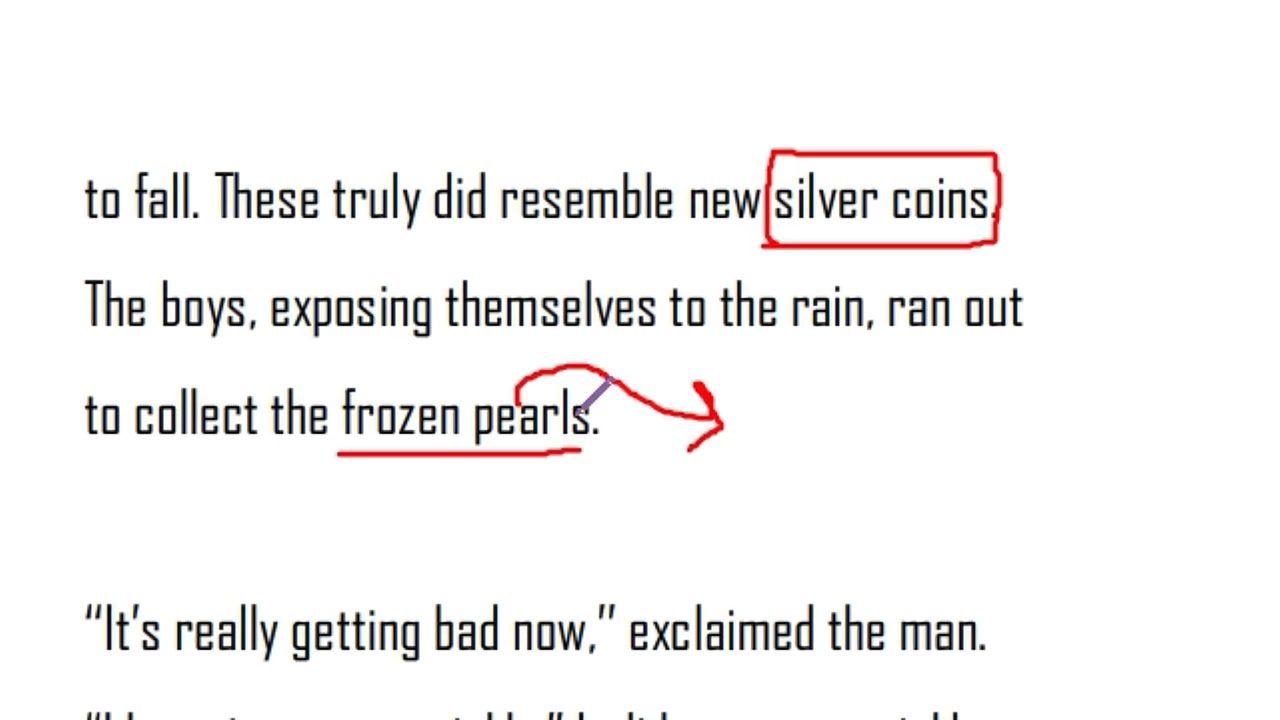 to fall. These truly did resemble new silver coins.
The boys, exposing themselves to the rain, ran out
to collect the frozen pearls.
“It’s really getting bad now,” exclaimed the man.